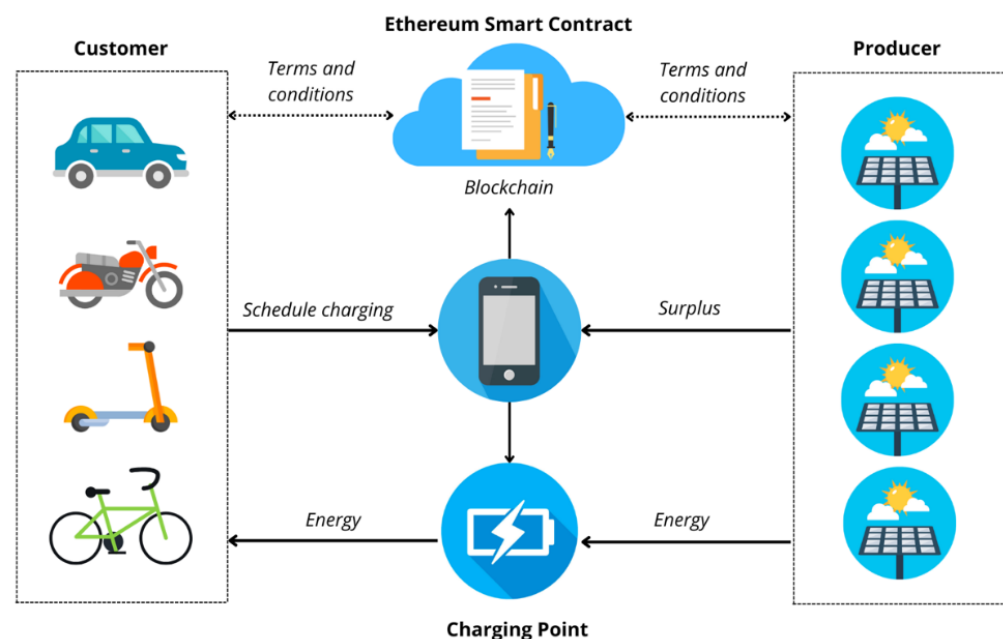 Ethereum Smart Contract
Customer
Producer
Terms and
conditions
Terms and
conditions
Blockchain
Schedule charging
Surplus
Energy
Energy
Charging Point